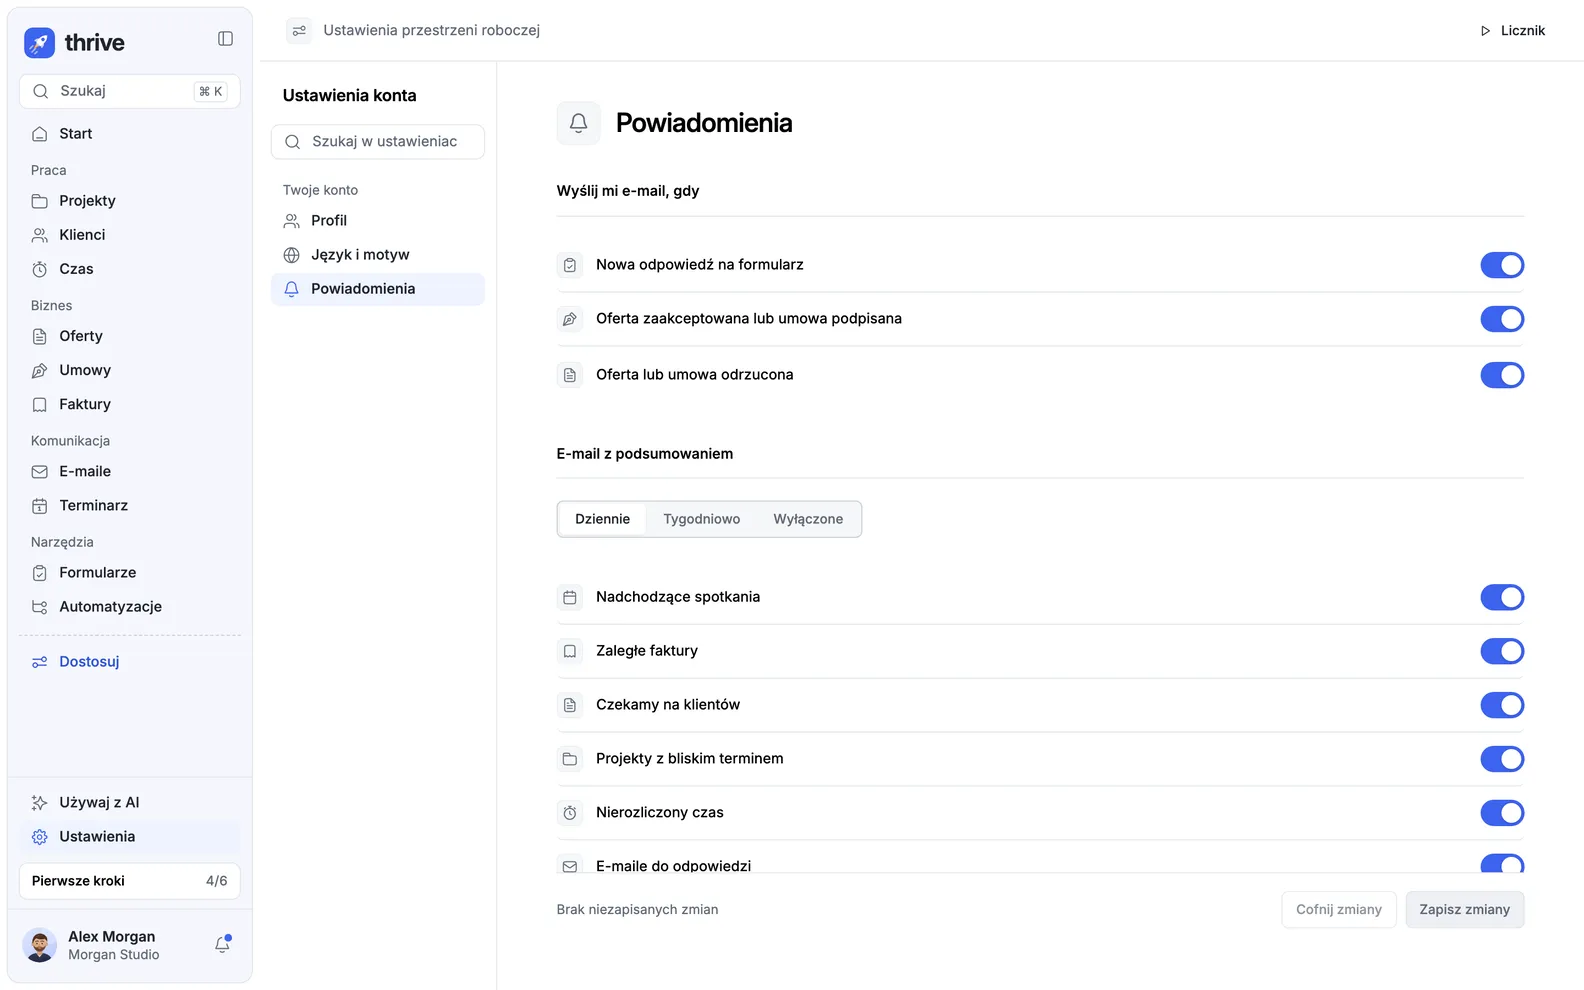 thrive
Szukaj ⌘ K
Start
Praca
Projekty
Klienci
Czas
Biznes
Oferty
Umowy
Faktury
Komunikacja
E-maile
Terminarz
Narzędzia
Formularze
Automatyzacje
Dostosuj
Używaj z AI
Ustawienia
Pierwsze kroki 4/6
Alex Morgan
Morgan Studio
Ustawienia przestrzeni roboczej
Licznik
Ustawienia konta
Szukaj w ustawieniac
Twoje konto
Profil
Język i motyw
Powiadomienia
Powiadomienia
Wyślij mi e-mail, gdy
Nowa odpowiedź na formularz
Oferta zaakceptowana lub umowa podpisana
Oferta lub umowa odrzucona
E-mail z podsumowaniem
Dziennie Tygodniowo Wyłączone
Nadchodzące spotkania
Zaległe faktury
Czekamy na klientów
Projekty z bliskim terminem
Nierozliczony czas
E-maile do odpowiedzi
Brak niezapisanych zmian
Cofnij zmiany
Zapisz zmiany